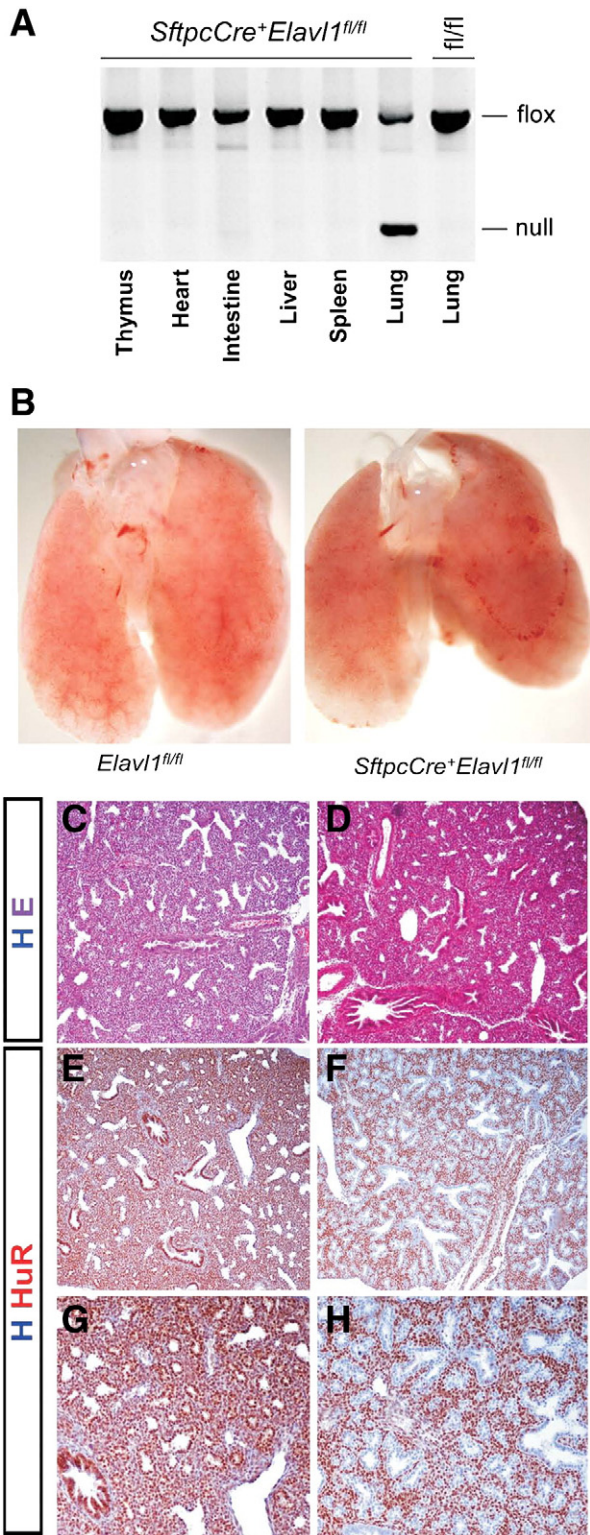 A
SftpcCre+Elavl1fl/fl
fl/fl
flox
null
Thymus
Heart
Intestine
Liver
Spleen
Lung
Lung
B
Elavl1fl/fl
SftpcCre+Elavl1fl/fl
H E
C
D
H HuR
E
F
G
H